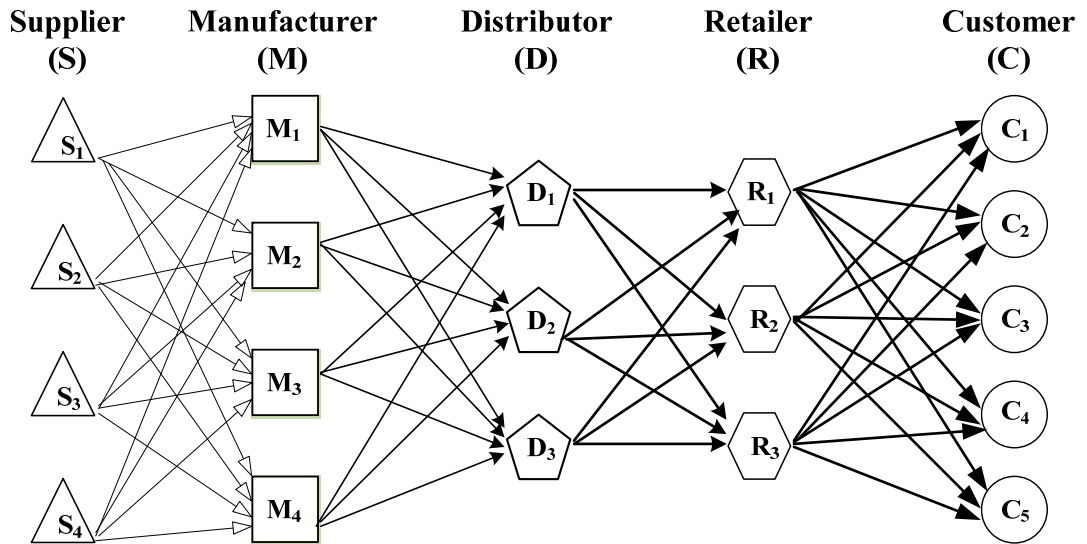 Supplier Manufacturer Distributor Retailer Customer
(S) (M) (D) (R) (C)
S1 M1 C1
D1 R1
S2 M2 C2
D2 R2 C3
S3 M3
C4
D3 R3
S4 M4 C5